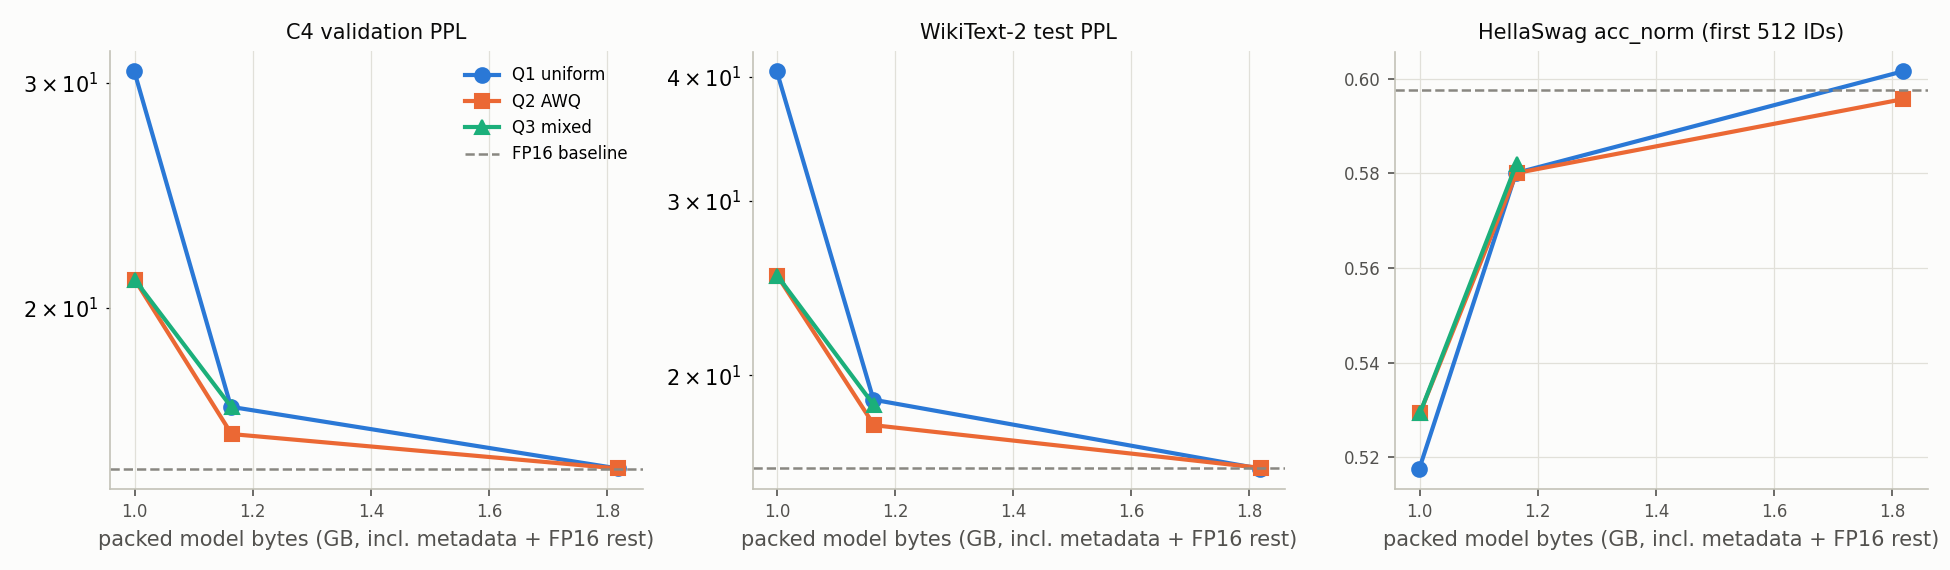 C4 validation PPL
3 × 10¹
2 × 10¹
Q1 uniform
Q2 AWQ
Q3 mixed
FP16 baseline
1.0 1.2 1.4 1.6 1.8
packed model bytes (GB, incl. metadata + FP16 rest)
WikiText-2 test PPL
4 × 10¹
3 × 10¹
2 × 10¹
1.0 1.2 1.4 1.6 1.8
packed model bytes (GB, incl. metadata + FP16 rest)
HellaSwag acc_norm (first 512 IDs)
0.60
0.58
0.56
0.54
0.52
1.0 1.2 1.4 1.6 1.8
packed model bytes (GB, incl. metadata + FP16 rest)